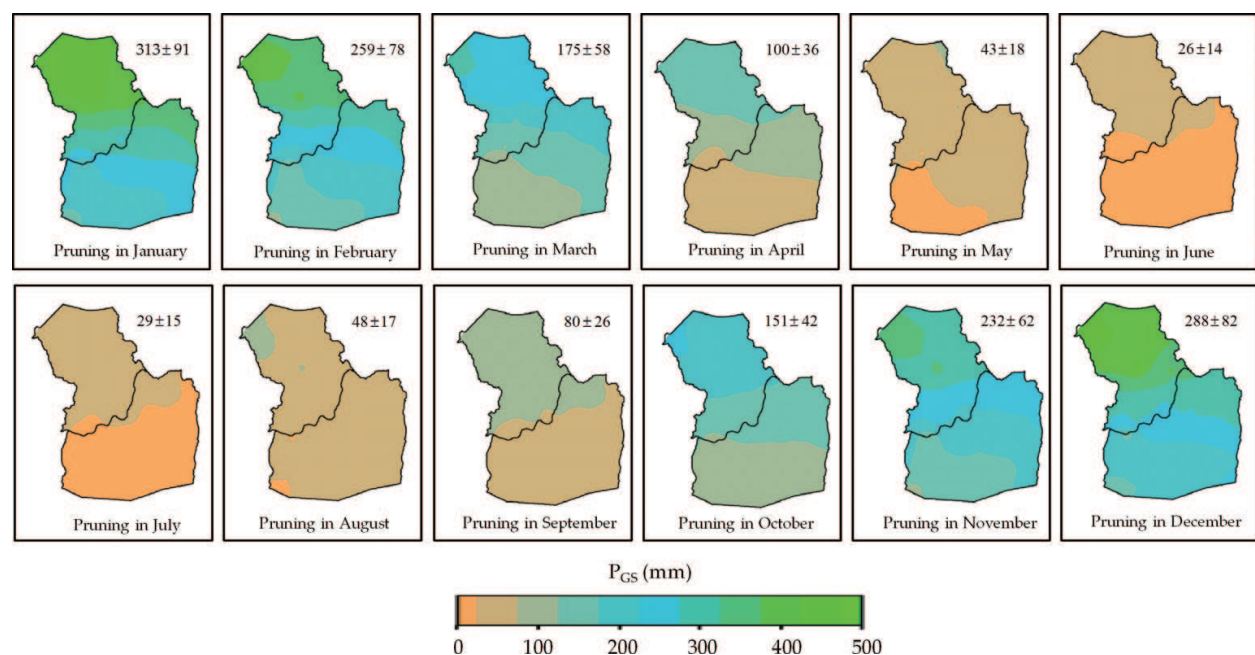 313±91
Pruning in January
259±78
Pruning in February
175±58
Pruning in March
100±36
Pruning in April
43±18
Pruning in May
26±14
Pruning in June
29±15
Pruning in July
48±17
Pruning in August
80±26
Pruning in September
151±42
Pruning in October
232±62
Pruning in November
288±82
Pruning in December
P_GS (mm)
0 100 200 300 400 500